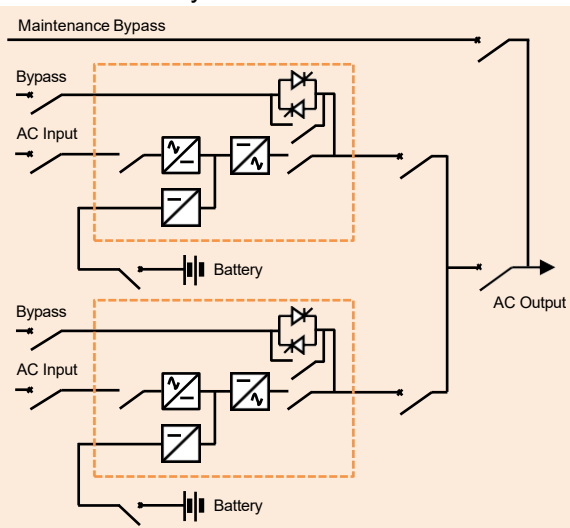 Maintenance Bypass
Bypass
AC Input
Battery
AC Output
Bypass
AC Input
Battery